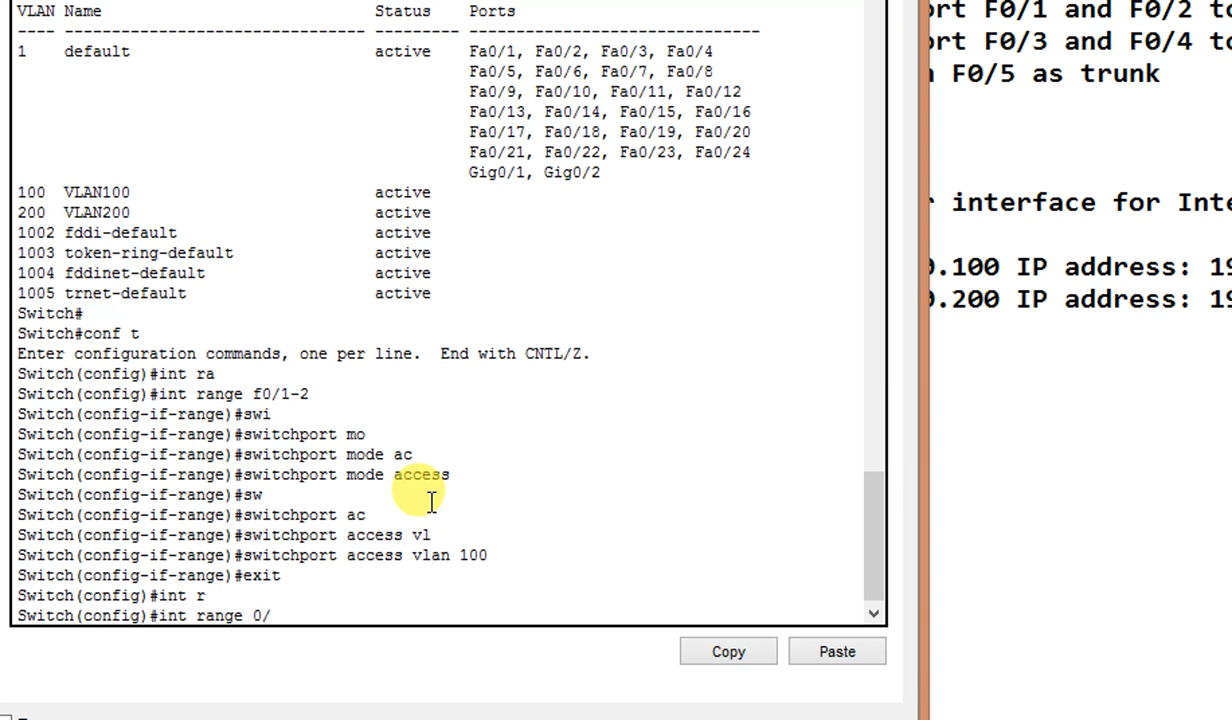 VLAN Name Status Ports
---- -------------------------------- --------- -------------------------------
1 default active Fa0/1, Fa0/2, Fa0/3, Fa0/4
Fa0/5, Fa0/6, Fa0/7, Fa0/8
Fa0/9, Fa0/10, Fa0/11, Fa0/12
Fa0/13, Fa0/14, Fa0/15, Fa0/16
Fa0/17, Fa0/18, Fa0/19, Fa0/20
Fa0/21, Fa0/22, Fa0/23, Fa0/24
Gig0/1, Gig0/2
100 VLAN100 active
200 VLAN200 active
1002 fddi-default active
1003 token-ring-default active
1004 fddinet-default active
1005 trnet-default active
Switch#
Switch#conf t
Enter configuration commands, one per line. End with CNTL/Z.
Switch(config)#int ra
Switch(config)#int range f0/1-2
Switch(config-if-range)#swi
Switch(config-if-range)#switchport mo
Switch(config-if-range)#switchport mode ac
Switch(config-if-range)#switchport mode access
Switch(config-if-range)#sw
Switch(config-if-range)#switchport ac
Switch(config-if-range)#switchport access vl
Switch(config-if-range)#switchport access vlan 100
Switch(config-if-range)#exit
Switch(config)#int r
Switch(config)#int range 0/
Copy Paste
F0/1 and F0/2
F0/3 and F0/4
F0/5 as trunk
interface for
.100 IP address:
.200 IP address: